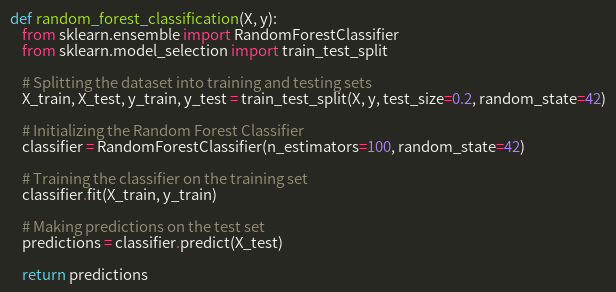 def random_forest_classification(X, y):
from sklearn.ensemble import RandomForestClassifier
from sklearn.model_selection import train_test_split
# Splitting the dataset into training and testing sets
X_train, X_test, y_train, y_test = train_test_split(X, y, test_size=0.2, random_state=42)
# Initializing the Random Forest Classifier
classifier = RandomForestClassifier(n_estimators=100, random_state=42)
# Training the classifier on the training set
classifier.fit(X_train, y_train)
# Making predictions on the test set
predictions = classifier.predict(X_test)
return predictions